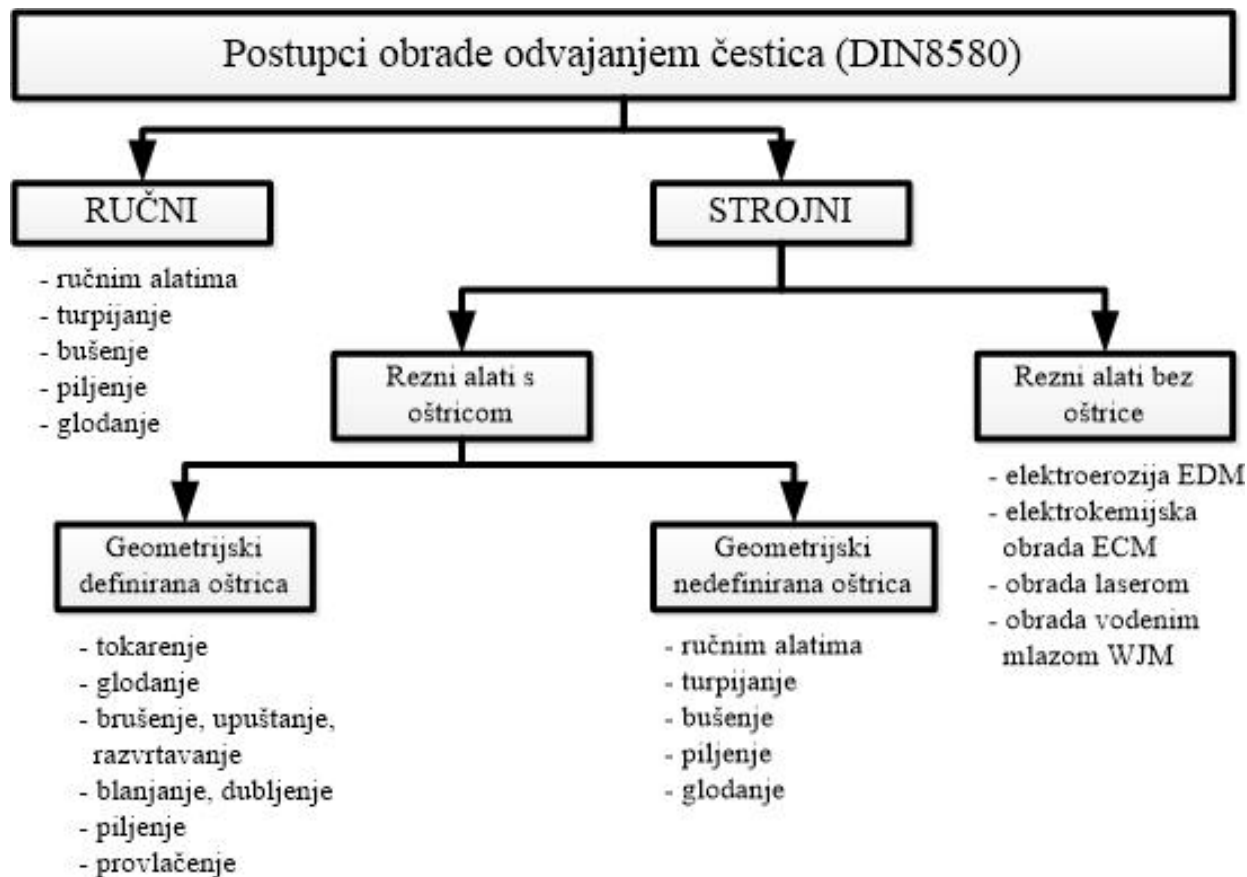 Postupci obrade odvajanjem čestica (DIN8580)
RUČNI
- ručnim alatima
- turpijanje
- bušenje
- piljenje
- glodanje
STROJNI
Rezni alati s
oštricom
Rezni alati bez
oštrice
Geometrijski
definirana oštrica
- tokarenje
- glodanje
- brušenje, upuštanje,
razvrtavanje
- blanjanje, dubljenje
- piljenje
- provlačenje
Geometrijski
nedefinirana oštrica
- ručnim alatima
- turpijanje
- bušenje
- piljenje
- glodanje
- elektroerozija EDM
- elektrokemijska
obrada ECM
- obrada laserom
- obrada vodenim
mlazom WJM